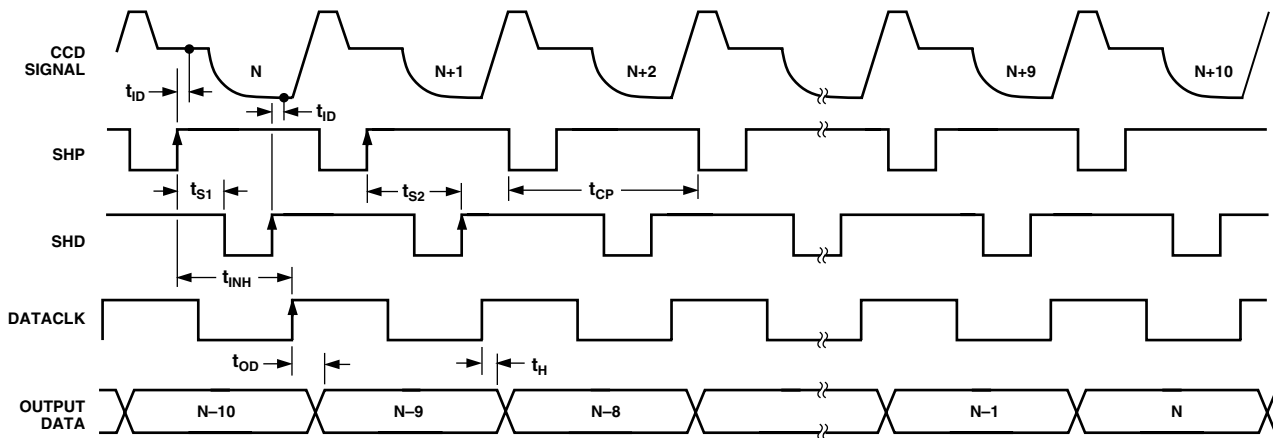 CCD
SIGNAL
N
N+1
N+2
N+9
N+10
tID
tID
SHP
tS1
tS2
tCP
SHD
tINH
DATACLK
tOD
tH
OUTPUT
DATA
N–10
N–9
N–8
N–1
N